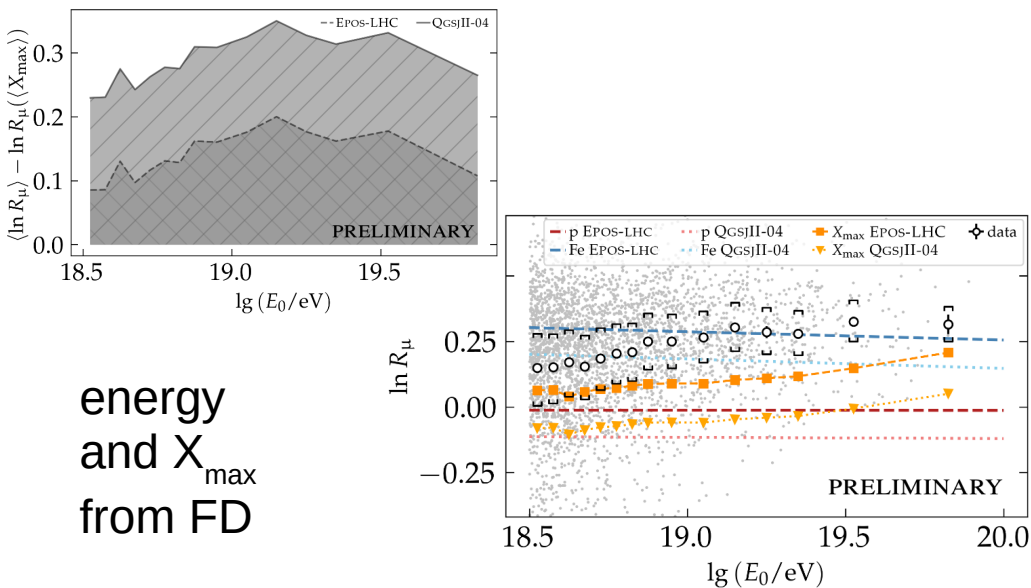 EPOS-LHC QGSJII-04
0.3
0.2
0.1
0.0
⟨ln Rμ⟩ − ln Rμ(⟨Xmax⟩)
PRELIMINARY
18.5 19.0 19.5
lg (E0/eV)
p EPOS-LHC p QGSJII-04 Xmax EPOS-LHC data
Fe EPOS-LHC Fe QGSJII-04 Xmax QGSJII-04
0.25
0.00
−0.25
ln Rμ
PRELIMINARY
18.5 19.0 19.5 20.0
lg (E0/eV)
energy
and Xmax
from FD